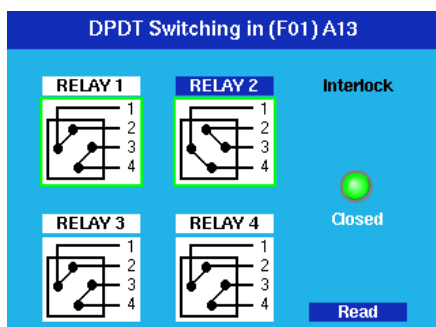 DPDT Switching in (F01) A13
RELAY 1
RELAY 2
Interlock
1
2
3
4
1
2
3
4
Closed
RELAY 3
RELAY 4
1
2
3
4
1
2
3
4
Read